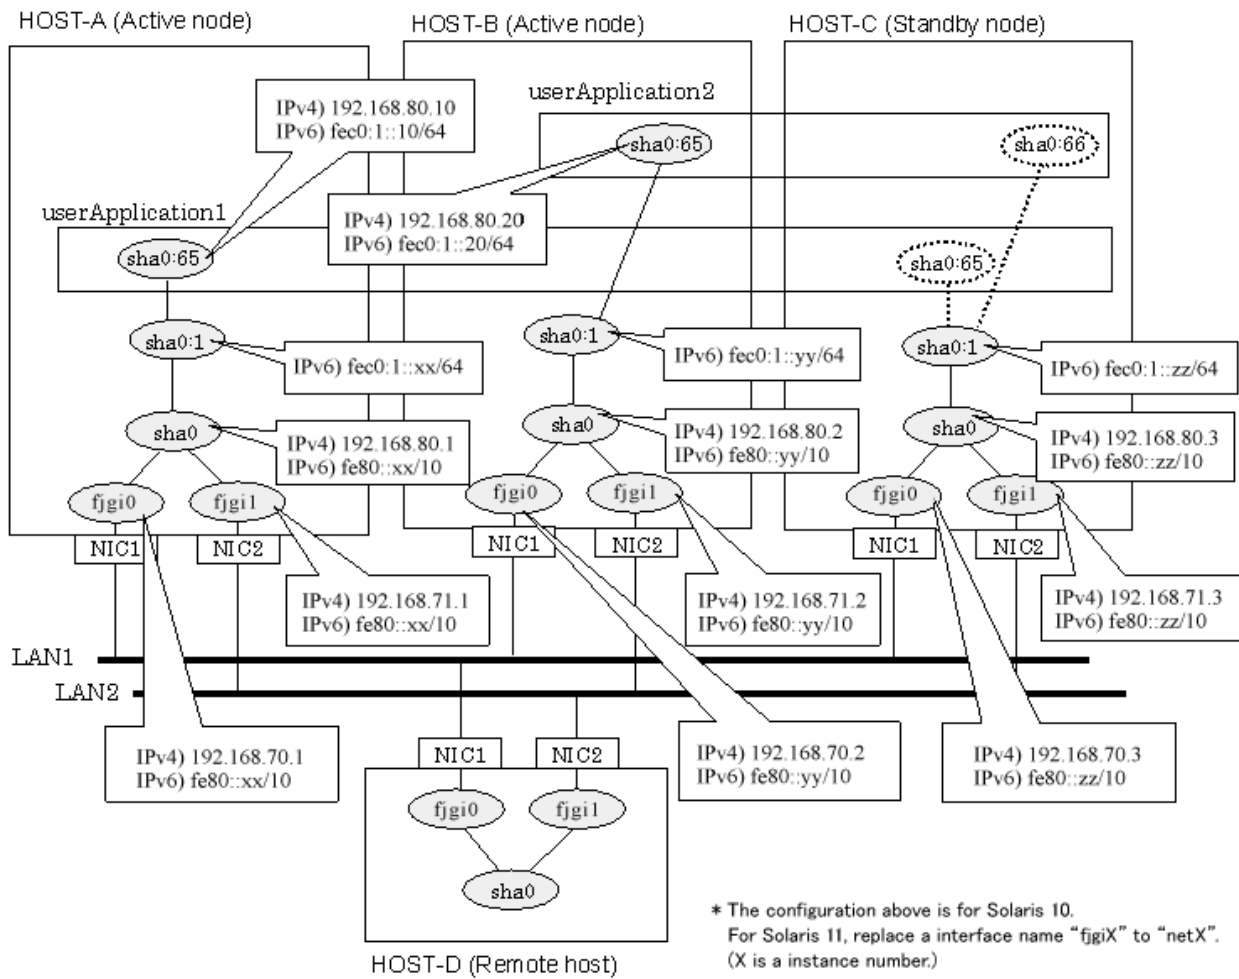 HOST-A (Active node)
HOST-B (Active node)
HOST-C (Standby node)
IPv4) 192.168.80.10
IPv6) fec0:1::10/64
userApplication2
sha0:65
sha0:66
userApplication1
IPv4) 192.168.80.20
IPv6) fec0:1::20/64
sha0:65
sha0:65
sha0:1
IPv6) fec0:1::xx/64
sha0:1
IPv6) fec0:1::yy/64
sha0:1
IPv6) fec0:1::zz/64
sha0
IPv4) 192.168.80.1
IPv6) fe80::xx/10
sha0
IPv4) 192.168.80.2
IPv6) fe80::yy/10
sha0
IPv4) 192.168.80.3
IPv6) fe80::zz/10
fjgi0
fjgi1
fjgi0
fjgi1
fjgi0
fjgi1
NIC1
NIC2
NIC1
NIC2
NIC1
NIC2
IPv4) 192.168.71.1
IPv6) fe80::xx/10
IPv4) 192.168.71.2
IPv6) fe80::yy/10
IPv4) 192.168.71.3
IPv6) fe80::zz/10
LAN1
LAN2
IPv4) 192.168.70.1
IPv6) fe80::xx/10
NIC1
NIC2
IPv4) 192.168.70.2
IPv6) fe80::yy/10
IPv4) 192.168.70.3
IPv6) fe80::zz/10
fjgi0
fjgi1
sha0
HOST-D (Remote host)
* The configuration above is for Solaris 10.
For Solaris 11, replace a interface name “fjgiX” to “netX”.
(X is a instance number.)